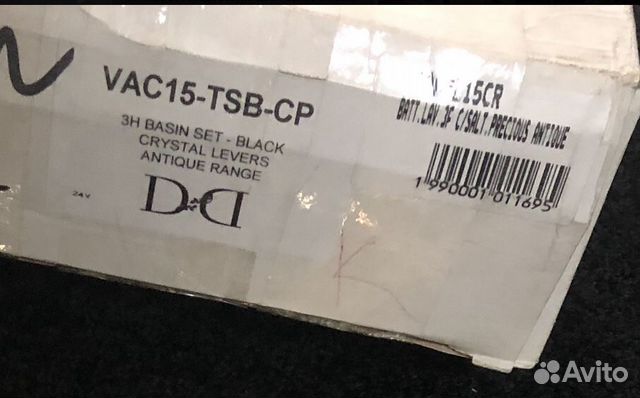 VAC15-TSB-CP
3H BASIN SET - BLACK
CRYSTAL LEVERS
ANTIQUE RANGE
24V
D&D
L15CR
BATT.LAV.3F C/SALT.PRECIOUS ANTIQUE
1 990001 011695
K
Avito